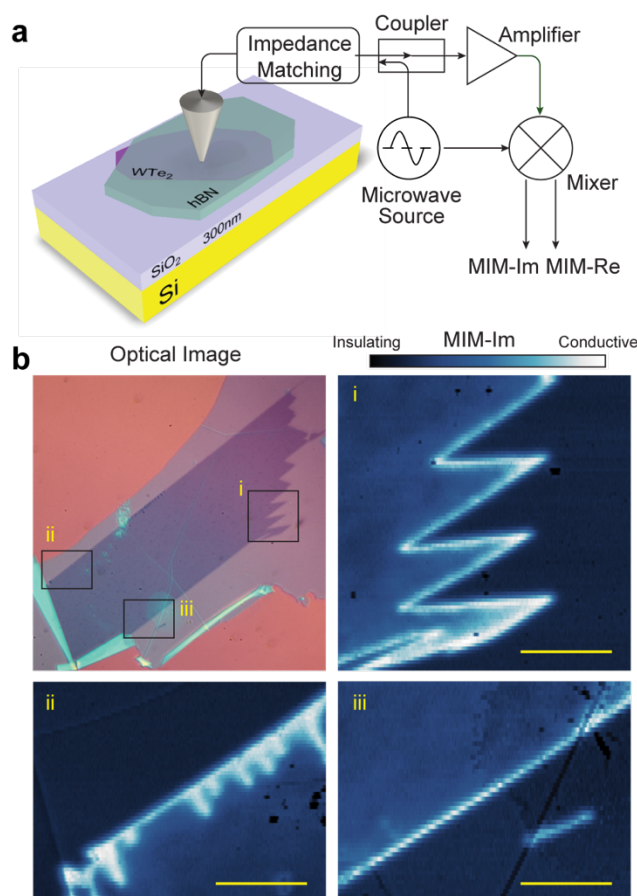 a
Impedance
Matching
Coupler
Amplifier
Microwave
Source
Mixer
MIM-Im MIM-Re
WTe₂
hBN
SiO₂ 300nm
Si
b
Optical Image
Insulating MIM-Im Conductive
i
ii
iii
i
ii
iii